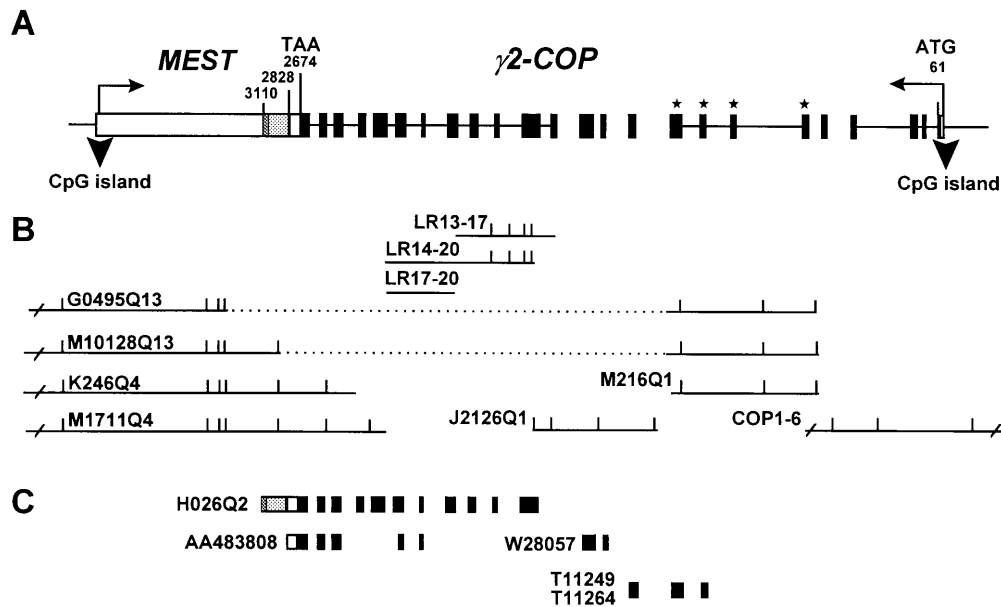 A
MEST
γ2-COP
TAA
2674
2828
3110
ATG
61
★ ★ ★ ★
CpG island
CpG island
B
LR13-17
LR14-20
LR17-20
G0495Q13
M10128Q13
K246Q4
M216Q1
M1711Q4
J2126Q1
COP1-6
C
H026Q2
AA483808
W28057
T11249
T11264